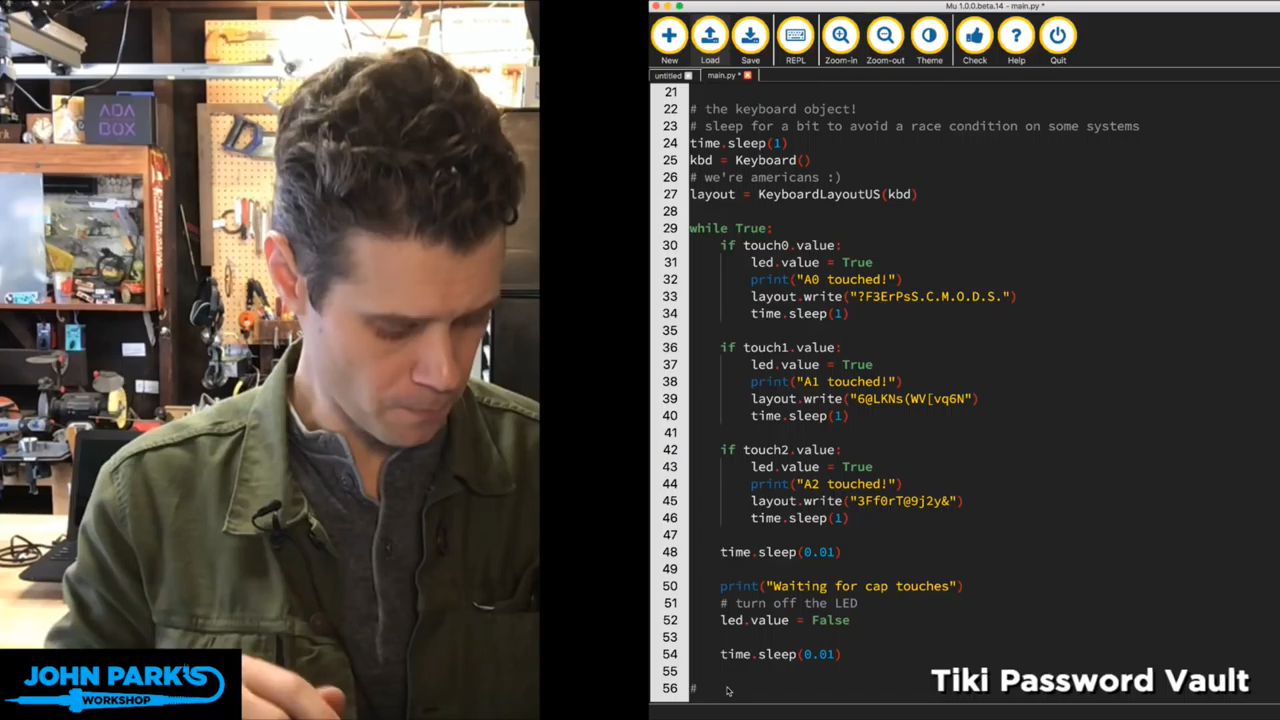 ADA
BOX
JOHN PARK'S
WORKSHOP
Mu 1.0.0.beta.14 - main.py *
New Load Save REPL Zoom-in Zoom-out Theme Check Help Quit
untitled main.py *
21
22 # the keyboard object!
23 # sleep for a bit to avoid a race condition on some systems
24 time.sleep(1)
25 kbd = Keyboard()
26 # we're americans :)
27 layout = KeyboardLayoutUS(kbd)
28
29 while True:
30 if touch0.value:
31 led.value = True
32 print("A0 touched!")
33 layout.write("?F3ErPsS.C.M.O.D.S.")
34 time.sleep(1)
35
36 if touch1.value:
37 led.value = True
38 print("A1 touched!")
39 layout.write("6@LKNs(WV[vq6N")
40 time.sleep(1)
41
42 if touch2.value:
43 led.value = True
44 print("A2 touched!")
45 layout.write("3Ff0rT@9j2y&")
46 time.sleep(1)
47
48 time.sleep(0.01)
49
50 print("Waiting for cap touches")
51 # turn off the LED
52 led.value = False
53
54 time.sleep(0.01)
55
56 #
Tiki Password Vault